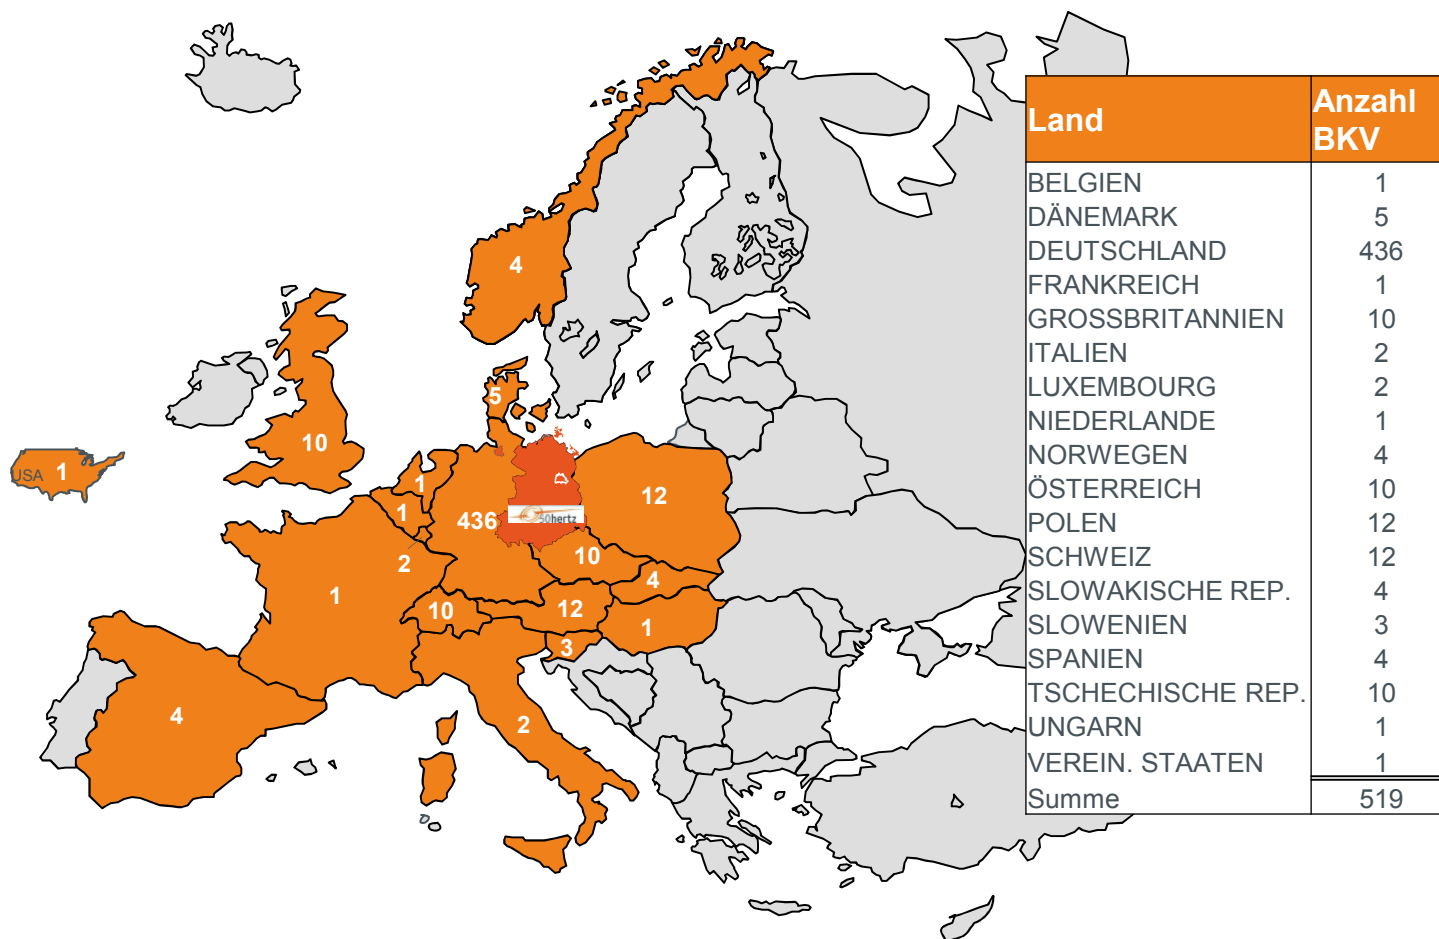 4
10
5
USA 1
1
1
2
436
50hertz
12
10
4
1
10
12
1
3
4
2
Land Anzahl BKV
BELGIEN 1
DÄNEMARK 5
DEUTSCHLAND 436
FRANKREICH 1
GROSSBRITANNIEN 10
ITALIEN 2
LUXEMBOURG 2
NIEDERLANDE 1
NORWEGEN 4
ÖSTERREICH 10
POLEN 12
SCHWEIZ 12
SLOWAKISCHE REP. 4
SLOWENIEN 3
SPANIEN 4
TSCHECHISCHE REP. 10
UNGARN 1
VEREIN. STAATEN 1
Summe 519